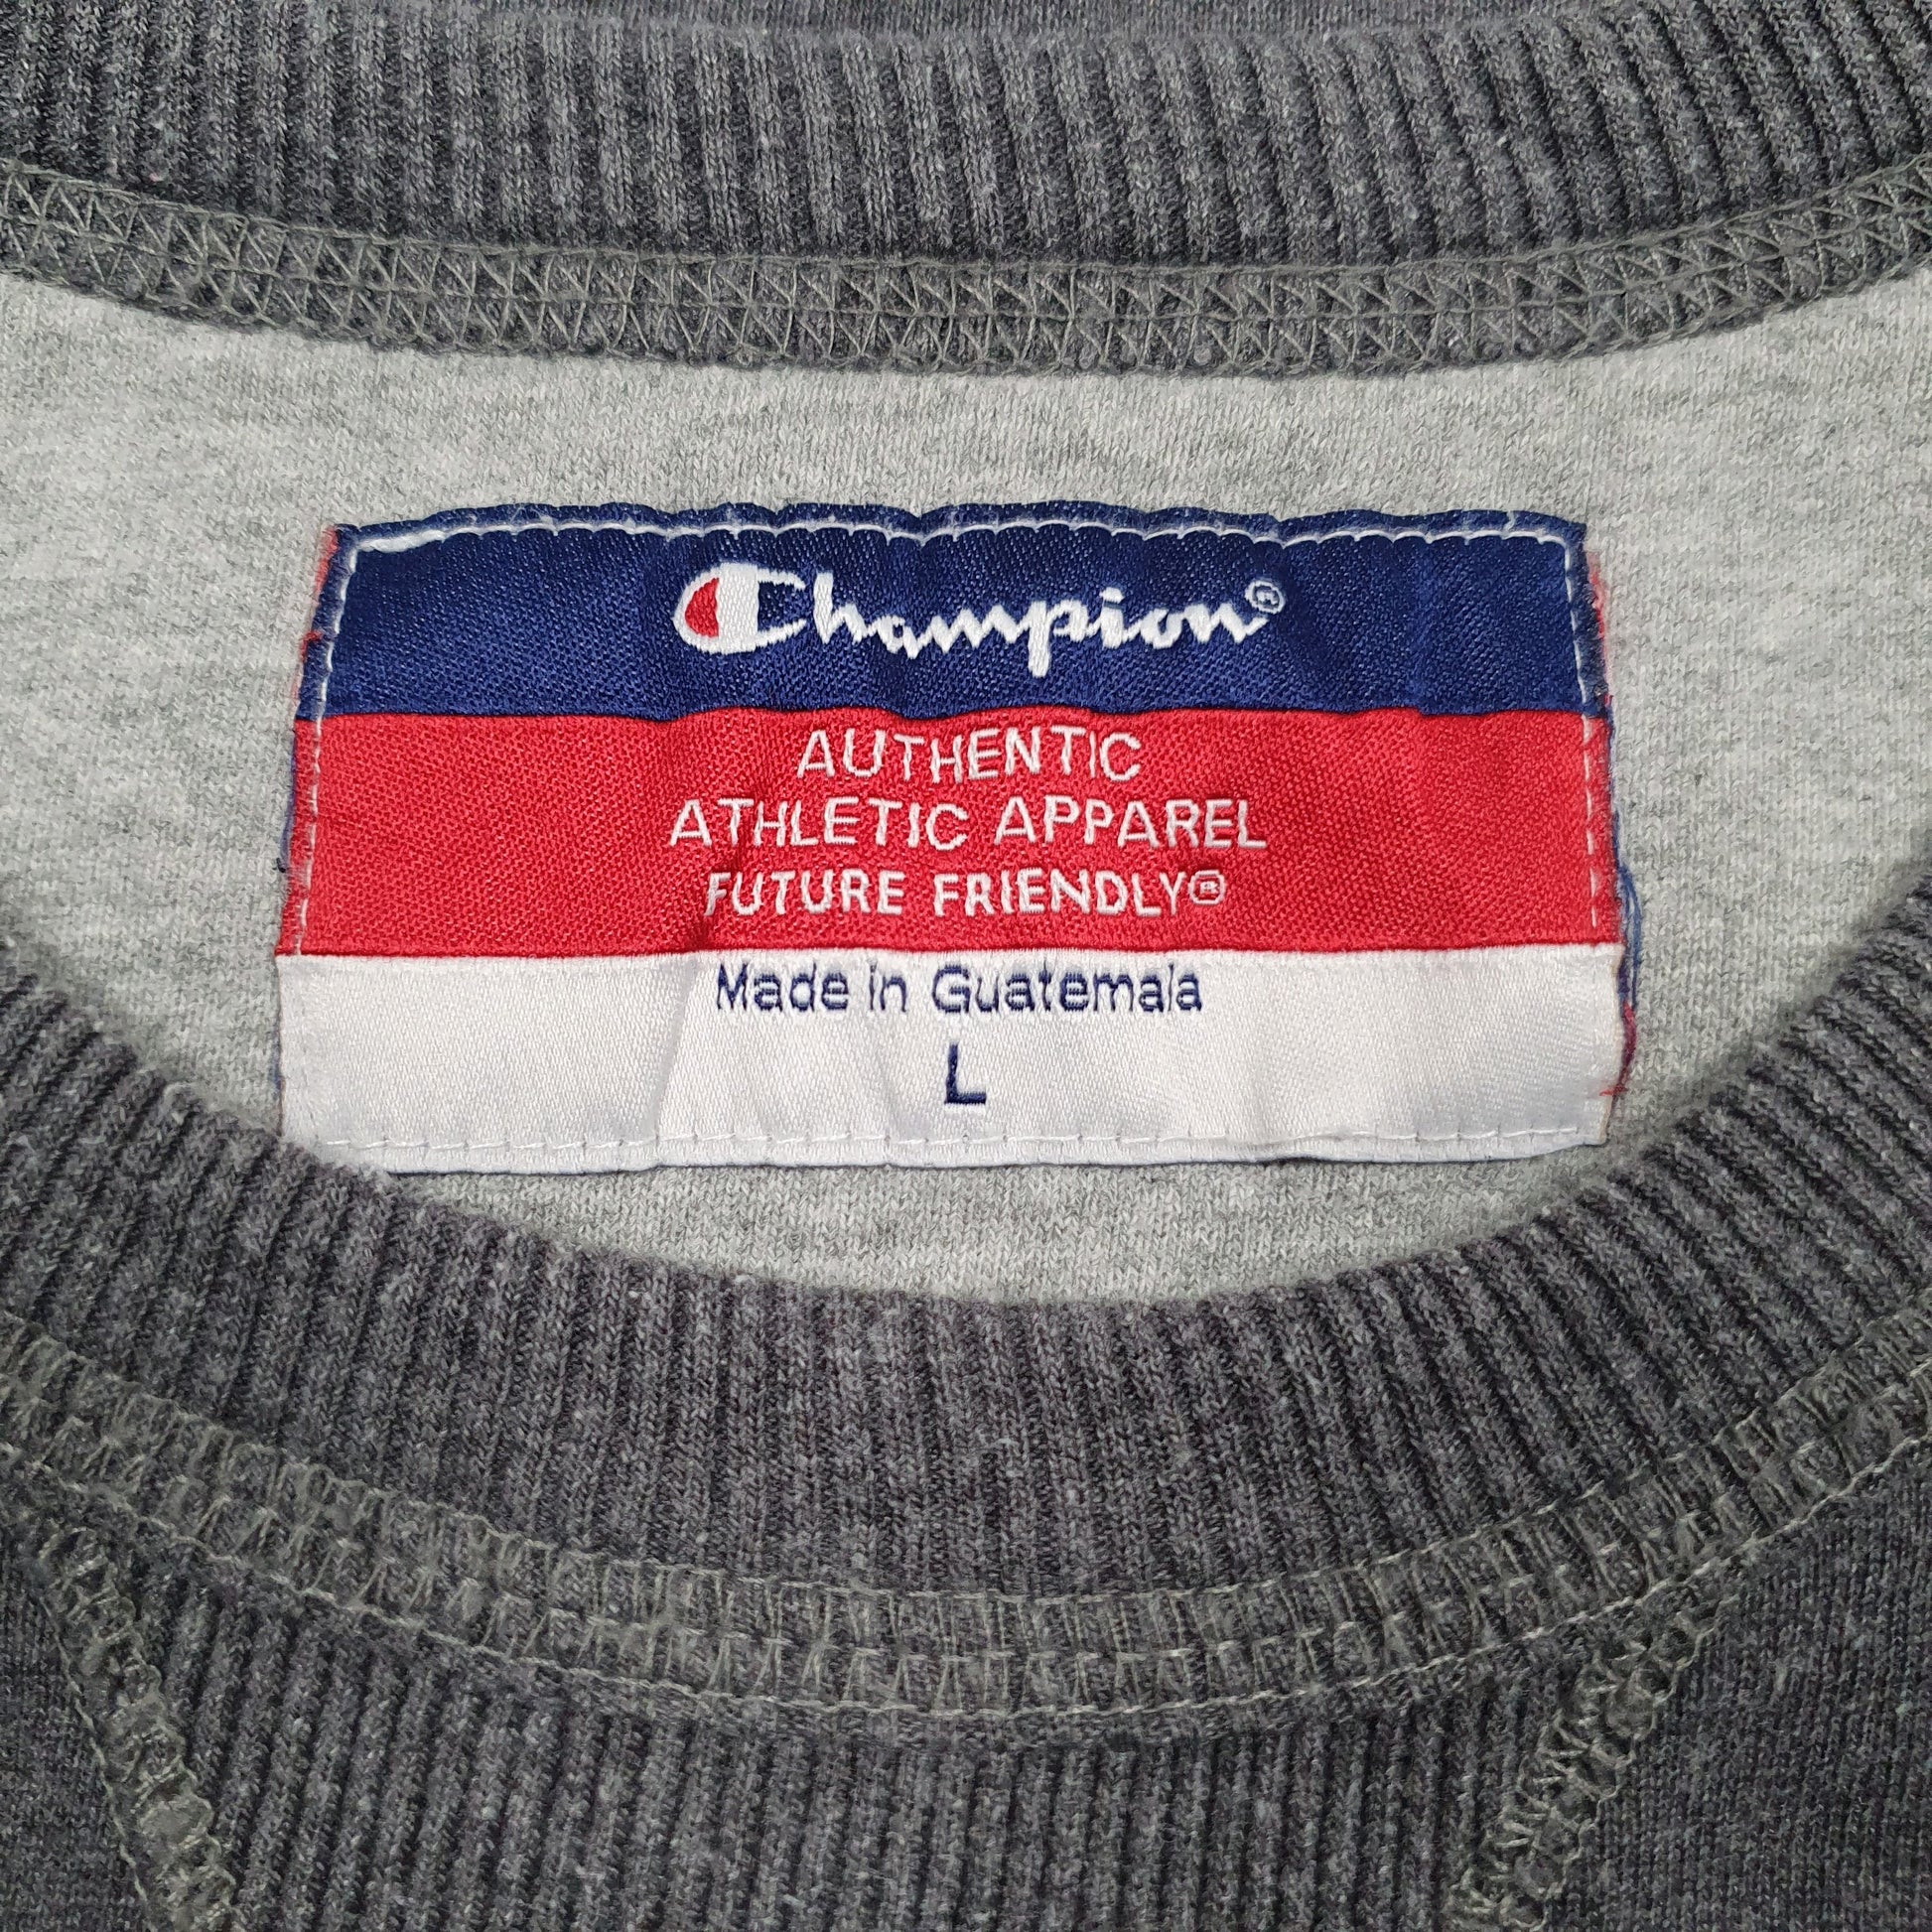 Champion®
AUTHENTIC
ATHLETIC APPAREL
FUTURE FRIENDLY®
Made in Guatemala
L